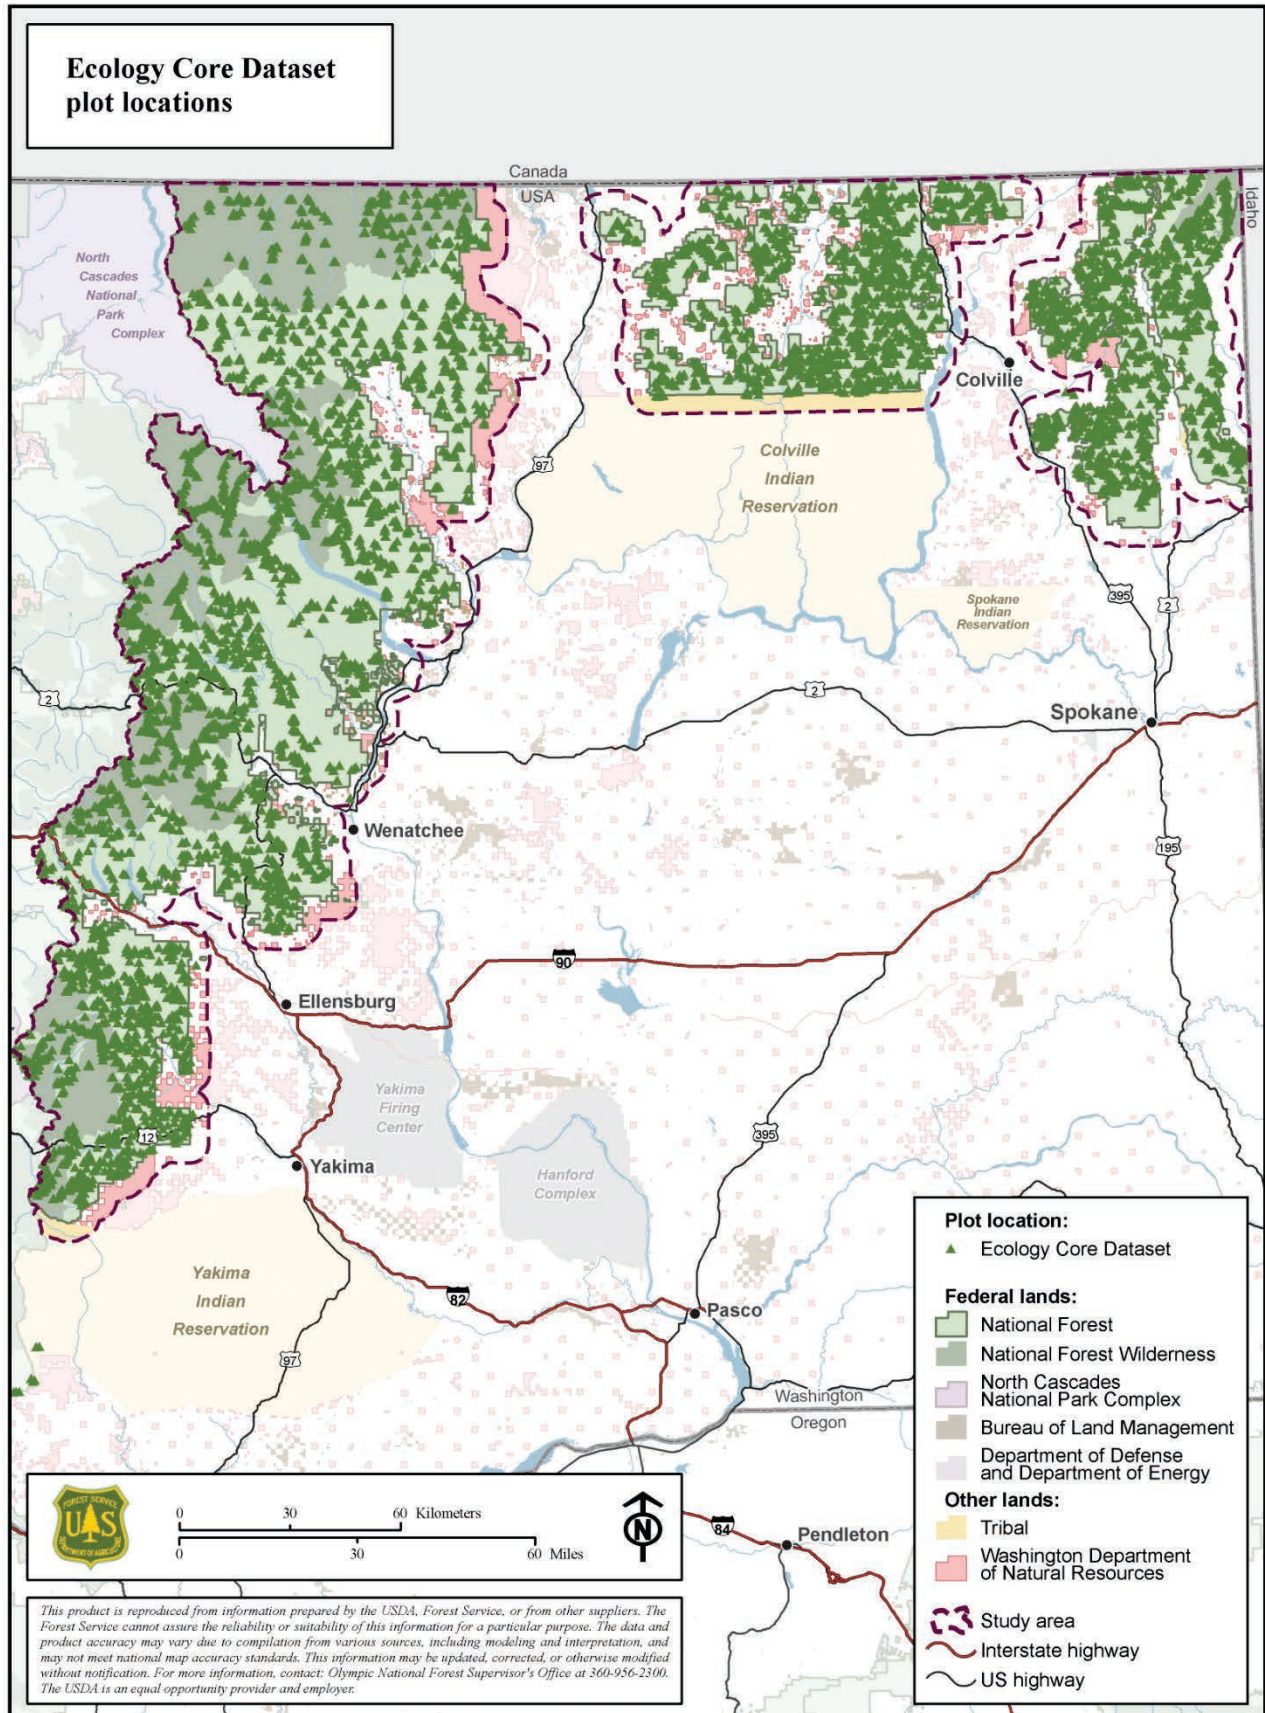 Ecology Core Dataset
plot locations
Canada
USA
Idaho
North
Cascades
National
Park
Complex
Colville
97
Colville
Indian
Reservation
Spokane
Indian
Reservation
395
2
2
2
Spokane
Wenatchee
195
90
Ellensburg
Yakima
Firing
Center
395
12
Yakima
Hanford
Complex
Yakima
Indian
Reservation
82
Pasco
97
Washington
Oregon
84
Pendleton
Plot location:
Ecology Core Dataset
Federal lands:
National Forest
National Forest Wilderness
North Cascades
National Park Complex
Bureau of Land Management
Department of Defense
and Department of Energy
Other lands:
Tribal
Washington Department
of Natural Resources
Study area
Interstate highway
US highway
FOREST SERVICE
U S
DEPARTMENT OF AGRICULTURE
0 30 60 Kilometers
0 30 60 Miles
N
This product is reproduced from information prepared by the USDA, Forest Service, or from other suppliers. The
Forest Service cannot assure the reliability or suitability of this information for a particular purpose. The data and
product accuracy may vary due to compilation from various sources, including modeling and interpretation, and
may not meet national map accuracy standards. This information may be updated, corrected, or otherwise modified
without notification. For more information, contact: Olympic National Forest Supervisor's Office at 360-956-2300.
The USDA is an equal opportunity provider and employer.